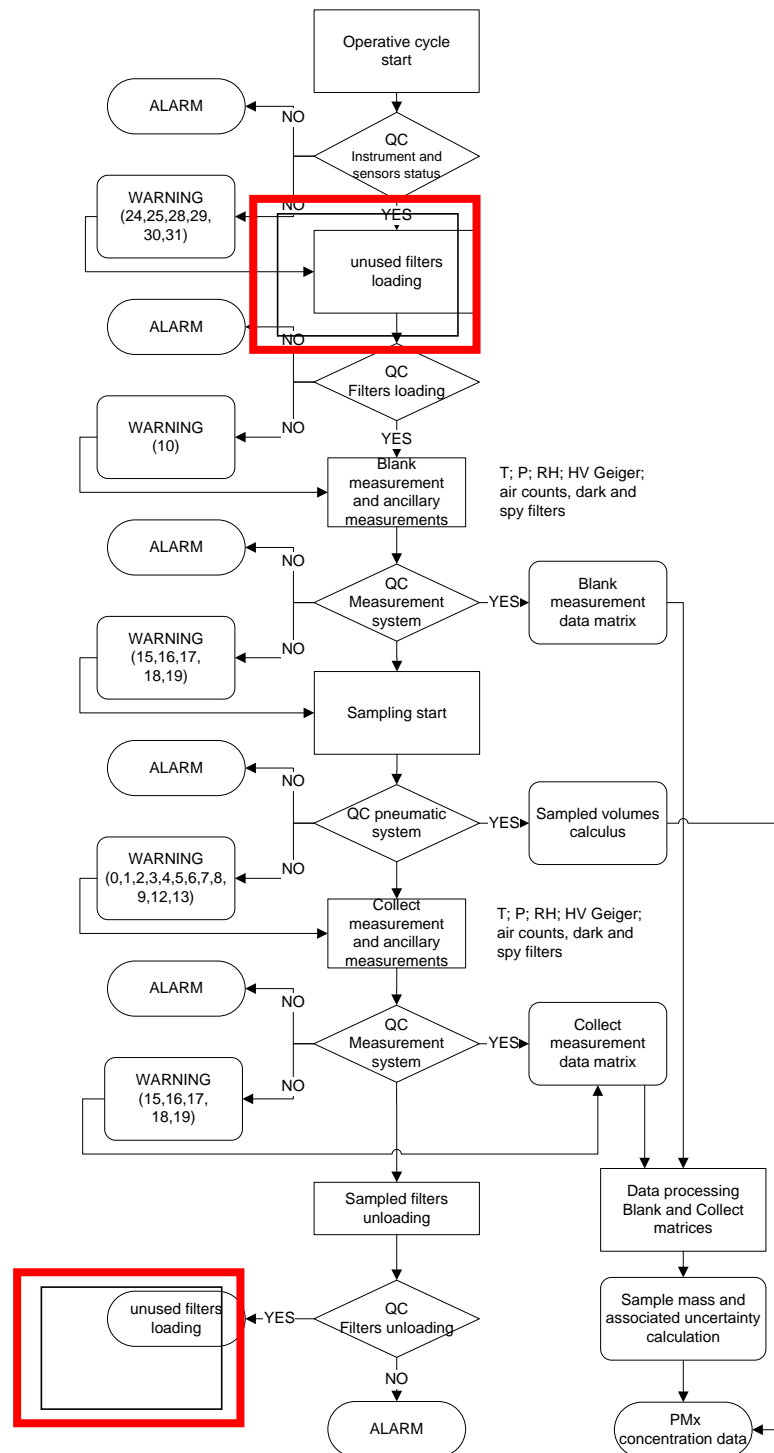 Operative cycle
start
ALARM
NO
QC
Instrument and
sensors status
WARNING
(24,25,28,29,
30,31)
NO
YES
unused filters
loading
ALARM
NO
QC
Filters loading
WARNING
(10)
NO
YES
Blank
measurement
and ancillary
measurements
T; P; RH; HV Geiger;
air counts, dark and
spy filters
ALARM
NO
QC
Measurement
system
YES
Blank
measurement
data matrix
WARNING
(15,16,17,
18,19)
NO
Sampling start
ALARM
NO
QC pneumatic
system
YES
Sampled volumes
calculus
WARNING
(0,1,2,3,4,5,6,7,8,
9,12,13)
NO
Collect
measurement
and ancillary
measurements
T; P; RH; HV Geiger;
air counts, dark and
spy filters
ALARM
NO
QC
Measurement
system
YES
Collect
measurement
data matrix
WARNING
(15,16,17,
18,19)
NO
Sampled filters
unloading
Data processing
Blank and Collect
matrices
unused filters
loading
YES
QC
Filters unloading
Sample mass and
associated uncertainty
calculation
NO
ALARM
PMx
concentration data